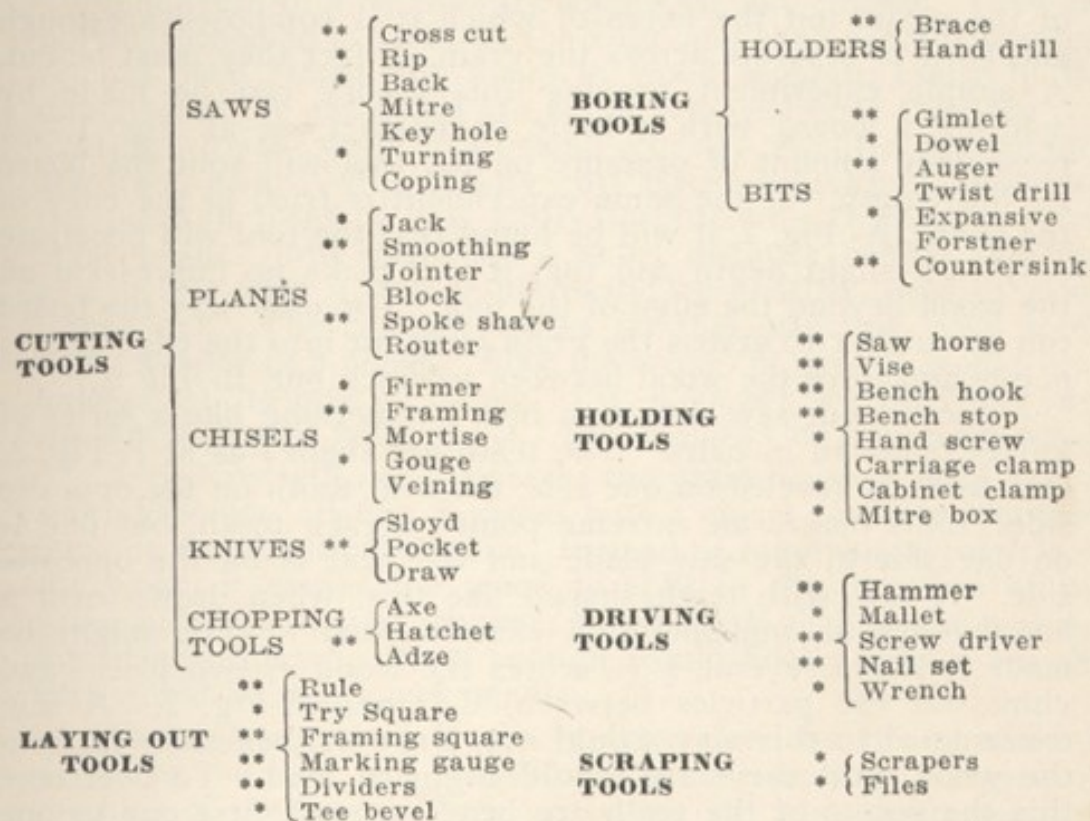 CUTTING
TOOLS
SAWS
** Cross cut
* Rip
* Back
Mitre
Key hole
* Turning
Coping
PLANES
* Jack
** Smoothing
Jointer
Block
** Spoke shave
Router
CHISELS
* Firmer
** Framing
Mortise
* Gouge
Veining
KNIVES **
Sloyd
Pocket
Draw
CHOPPING
TOOLS **
Axe
Hatchet
Adze
LAYING OUT
TOOLS
** Rule
* Try Square
** Framing square
** Marking gauge
** Dividers
* Tee bevel
BORING
TOOLS
HOLDERS
** Brace
Hand drill
BITS
** Gimlet
* Dowel
** Auger
Twist drill
* Expansive
Forstner
** Countersink
HOLDING
TOOLS
** Saw horse
** Vise
** Bench hook
** Bench stop
* Hand screw
Carriage clamp
* Cabinet clamp
* Mitre box
DRIVING
TOOLS
** Hammer
* Mallet
** Screw driver
** Nail set
* Wrench
SCRAPING
TOOLS
* Scrapers
* Files